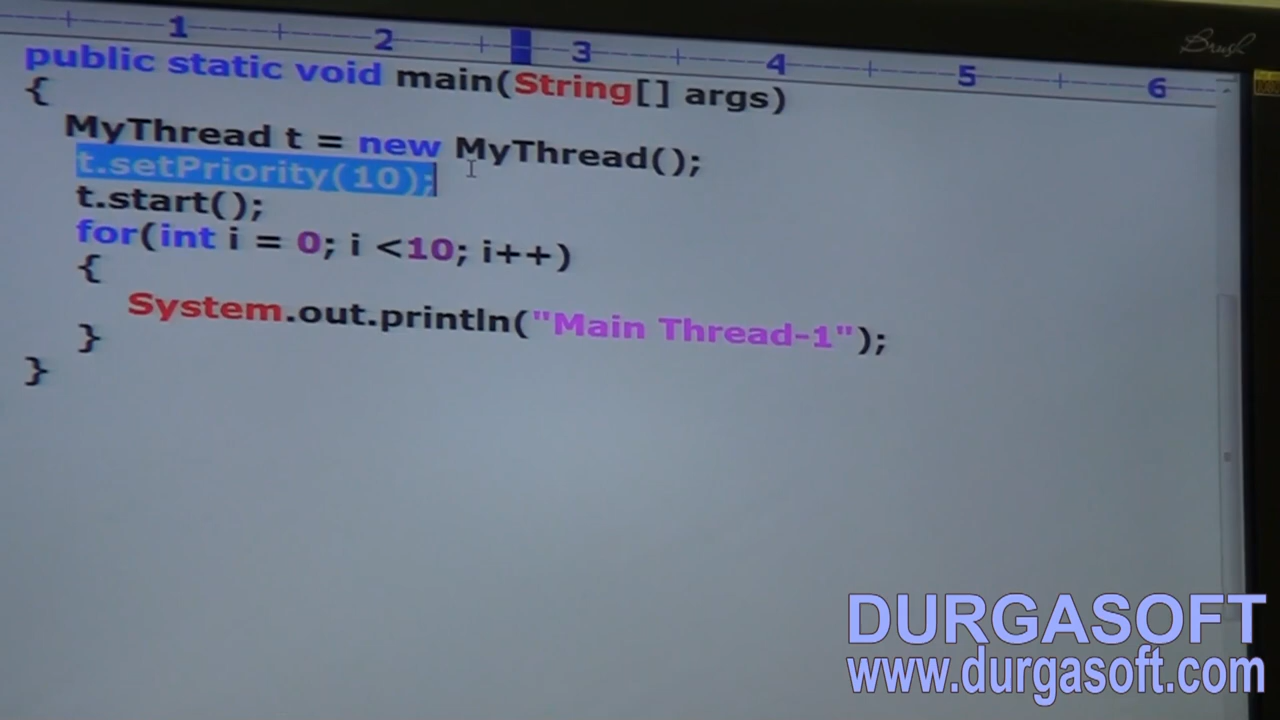 Brush
1 2 3 4 5 6
public static void main(String[] args)
{
MyThread t = new MyThread();
t.setPriority(10);
t.start();
for(int i = 0; i <10; i++)
{
System.out.println("Main Thread-1");
}
}
DURGASOFT
www.durgasoft.com